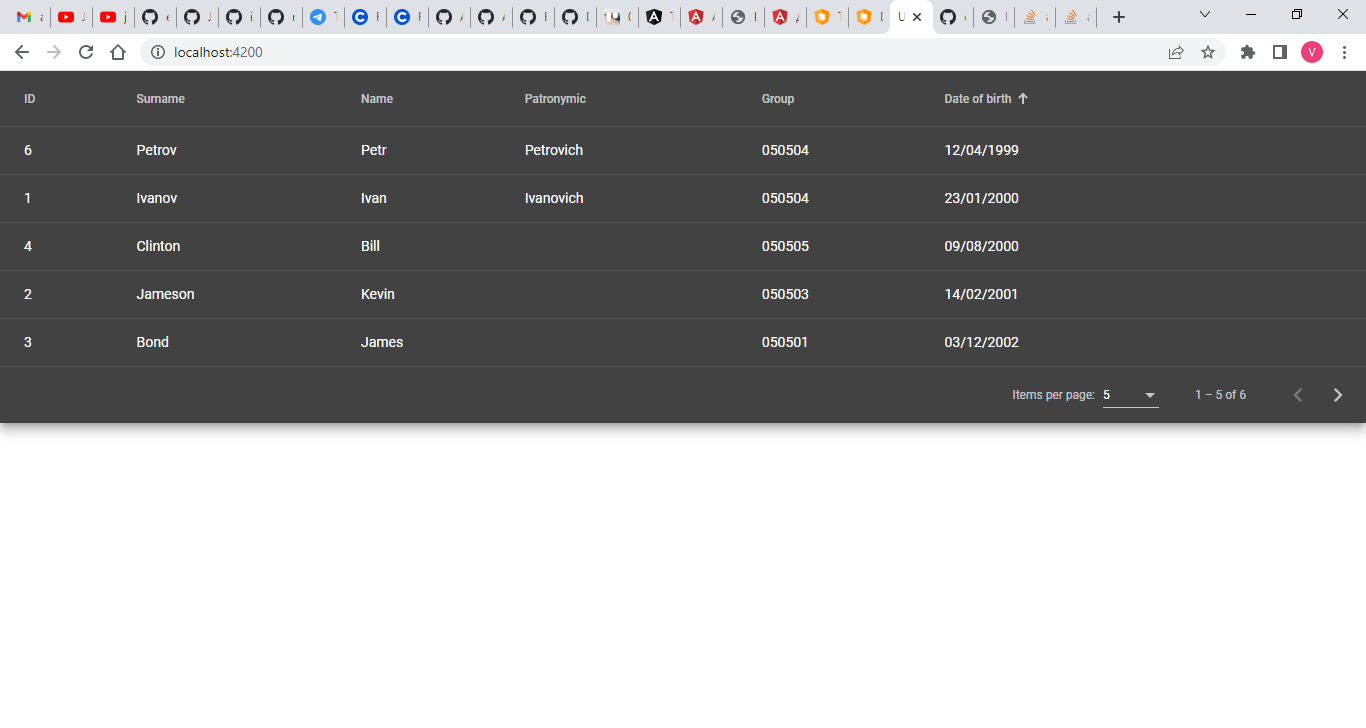 localhost:4200
V
ID Surname Name Patronymic Group Date of birth
6 Petrov Petr Petrovich 050504 12/04/1999
1 Ivanov Ivan Ivanovich 050504 23/01/2000
4 Clinton Bill 050505 09/08/2000
2 Jameson Kevin 050503 14/02/2001
3 Bond James 050501 03/12/2002
Items per page: 5 1 – 5 of 6